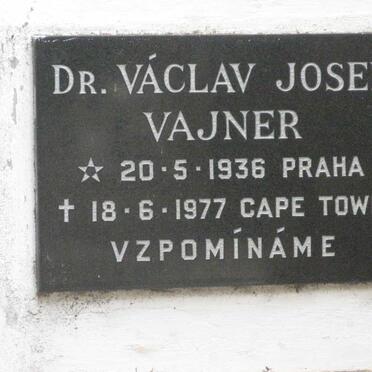 DR. VÁCLAV JOSE
VAJNER
☆ 20·5·1936 PRAHA
✝ 18·6·1977 CAPE TOW
VZPOMÍNÁME